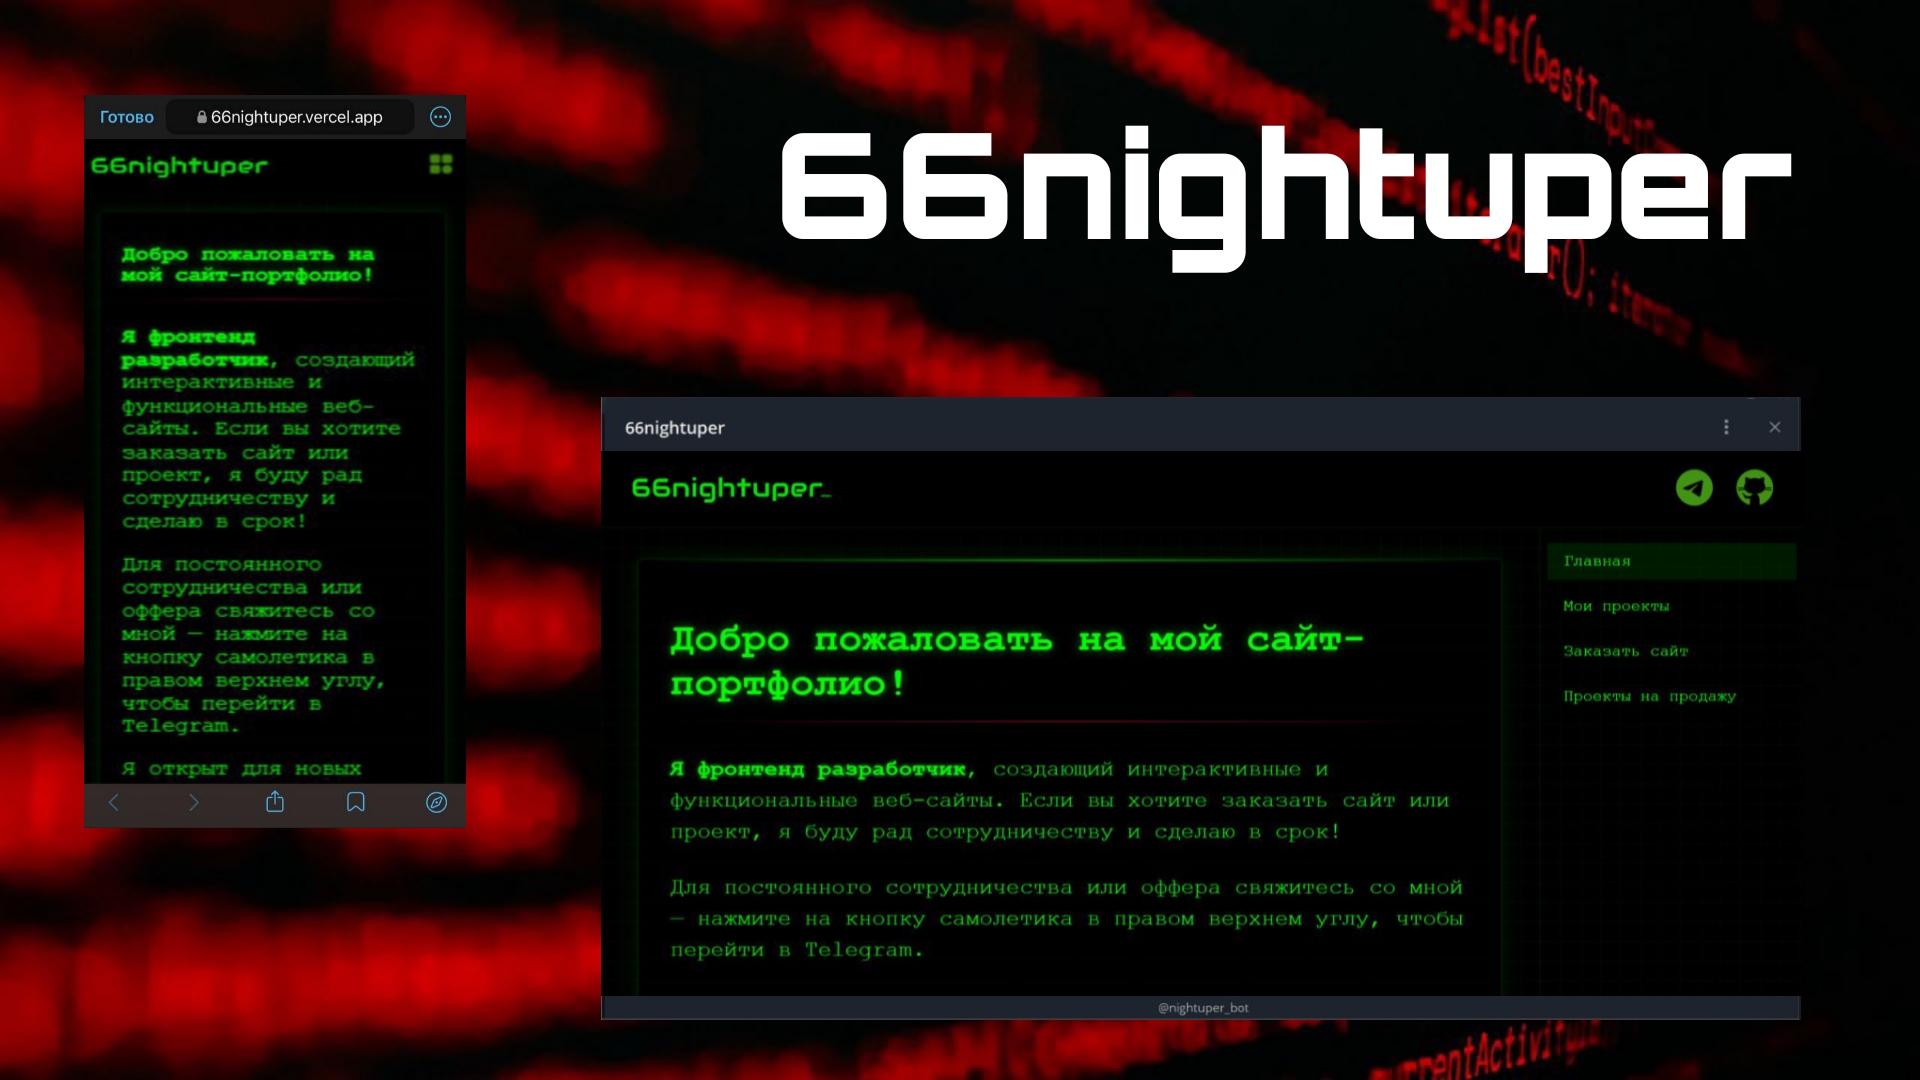 66nightuper
Готово
66nightuper.vercel.app
66nightuper
Добро пожаловать на
мой сайт-портфолио!
Я фронтенд
разработчик, создающий
интерактивные и
функциональные веб-
сайты. Если вы хотите
заказать сайт или
проект, я буду рад
сотрудничеству и
сделаю в срок!
Для постоянного
сотрудничества или
оффера свяжитесь со
мной — нажмите на
кнопку самолетика в
правом верхнем углу,
чтобы перейти в
Telegram.
Я открыт для новых
66nightuper
66nightuper_
Добро пожаловать на мой сайт-
портфолио!
Я фронтенд разработчик, создающий интерактивные и
функциональные веб-сайты. Если вы хотите заказать сайт или
проект, я буду рад сотрудничеству и сделаю в срок!
Для постоянного сотрудничества или оффера свяжитесь со мной
— нажмите на кнопку самолетика в правом верхнем углу, чтобы
перейти в Telegram.
Главная
Мои проекты
Заказать сайт
Проекты на продажу
@nightuper_bot